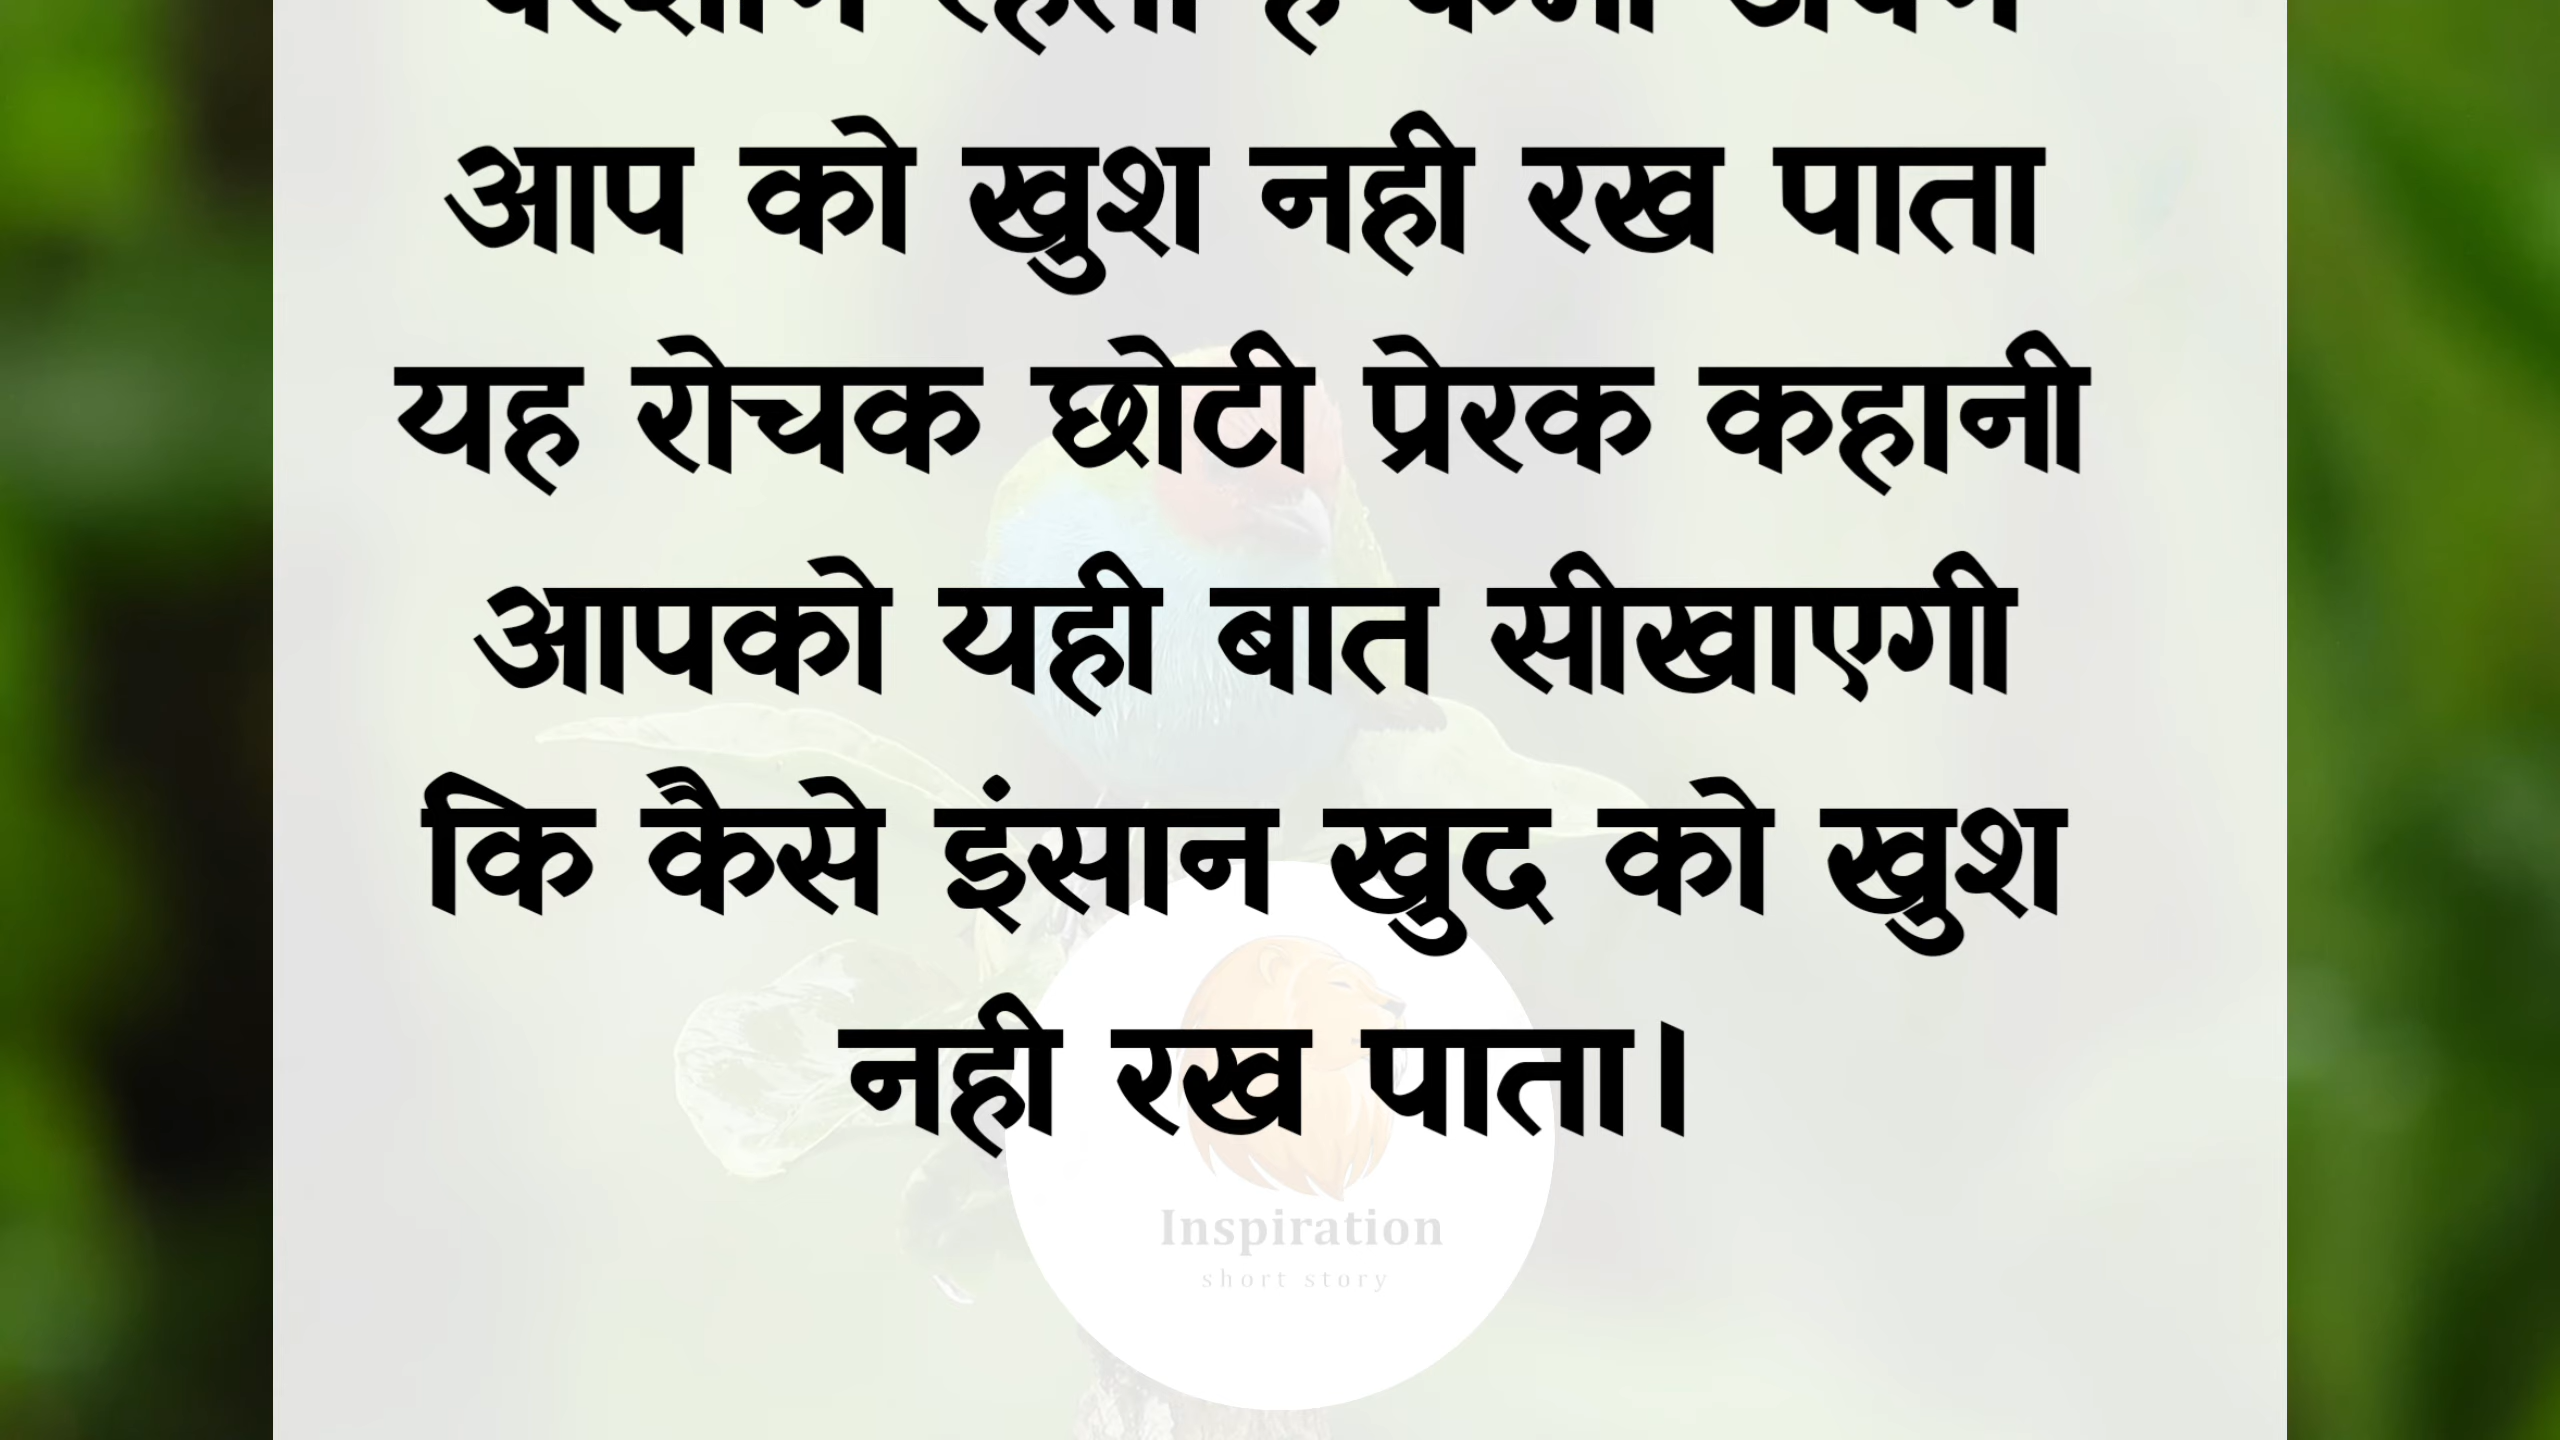 आप को खुश नही रख पाता
यह रोचक छोटी प्रेरक कहानी
आपको यही बात सीखाएगी
कि कैसे इंसान खुद को खुश
नही रख पाता।
Inspiration
short story